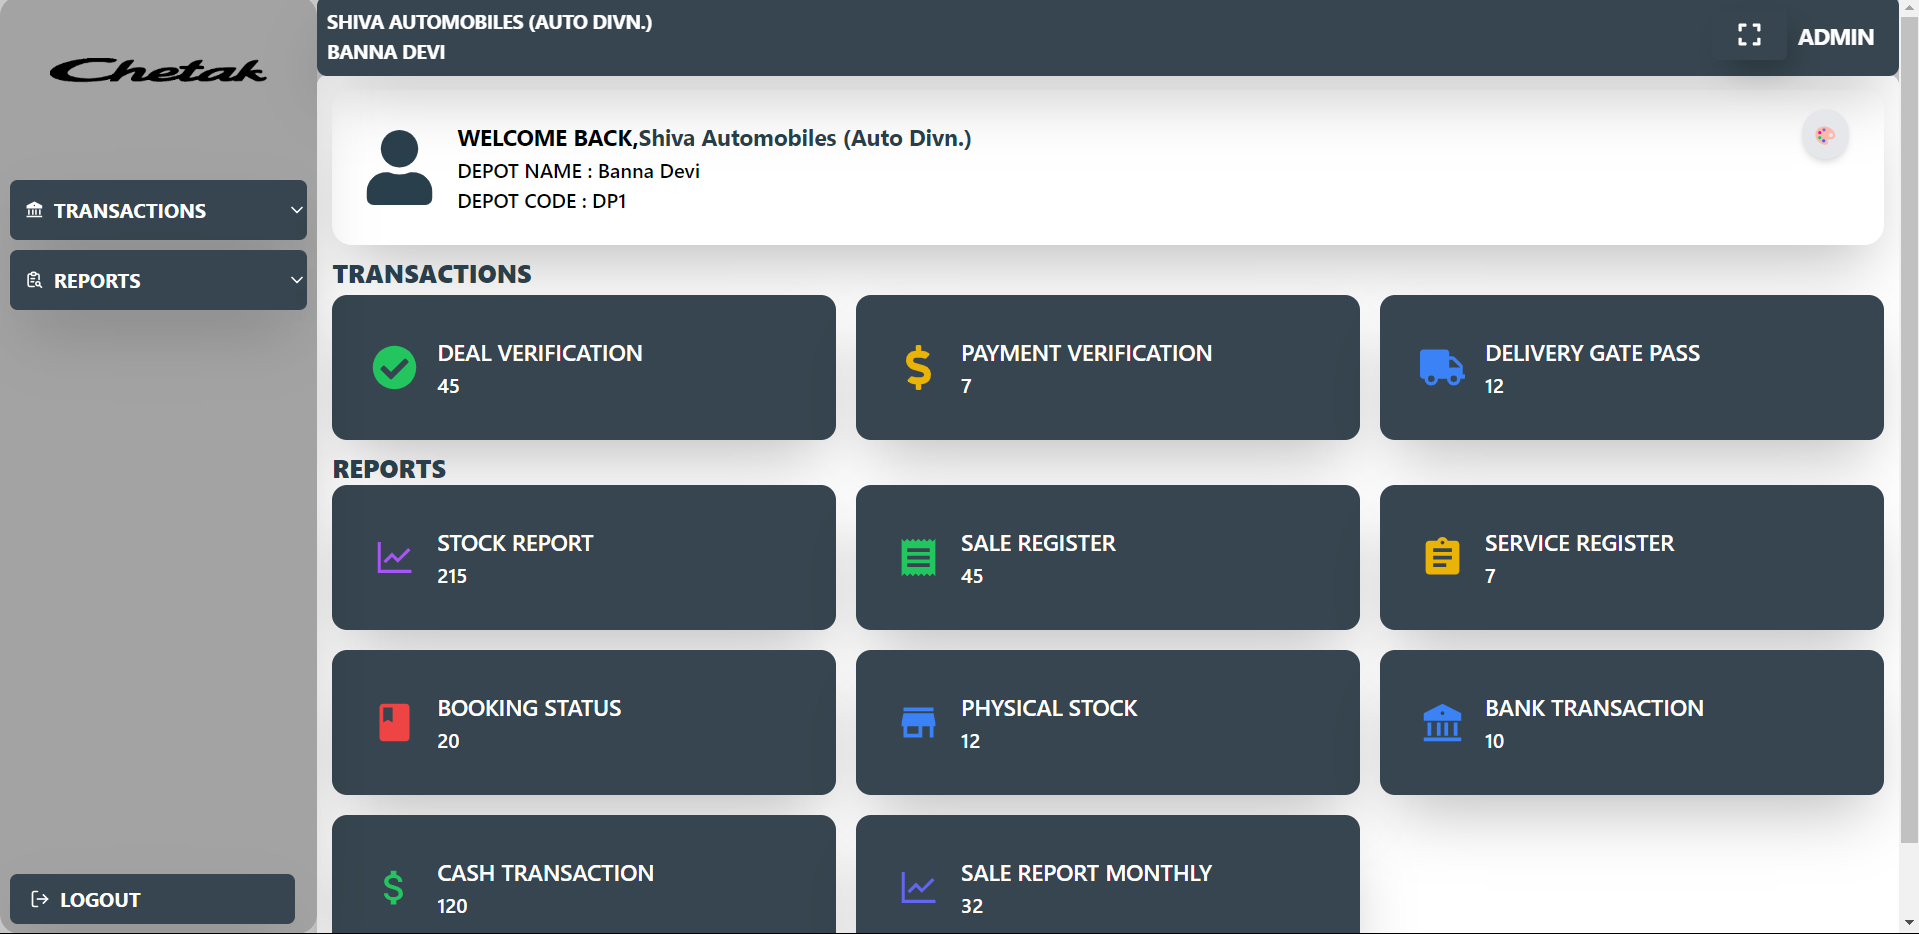 Chetak
SHIVA AUTOMOBILES (AUTO DIVN.)
BANNA DEVI
ADMIN
TRANSACTIONS
REPORTS
LOGOUT
WELCOME BACK,Shiva Automobiles (Auto Divn.)
DEPOT NAME : Banna Devi
DEPOT CODE : DP1
TRANSACTIONS
DEAL VERIFICATION
45
PAYMENT VERIFICATION
7
DELIVERY GATE PASS
12
REPORTS
STOCK REPORT
215
SALE REGISTER
45
SERVICE REGISTER
7
BOOKING STATUS
20
PHYSICAL STOCK
12
BANK TRANSACTION
10
CASH TRANSACTION
120
SALE REPORT MONTHLY
32